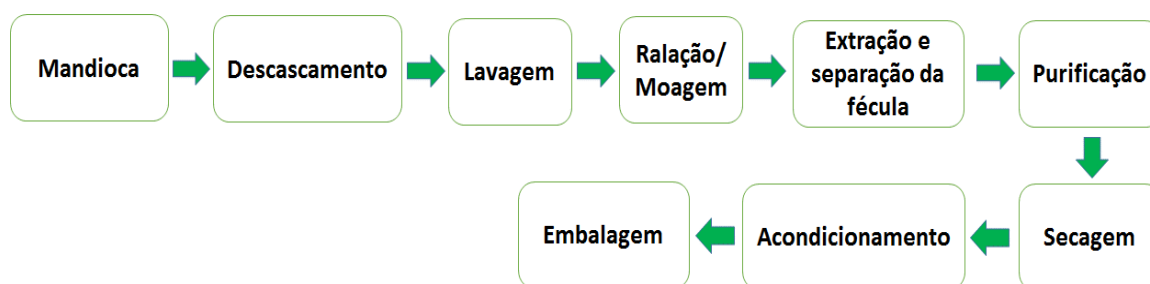 Mandioca
Descascamento
Lavagem
Ralação/
Moagem
Extração e
separação da
fécula
Purificação
Secagem
Acondicionamento
Embalagem